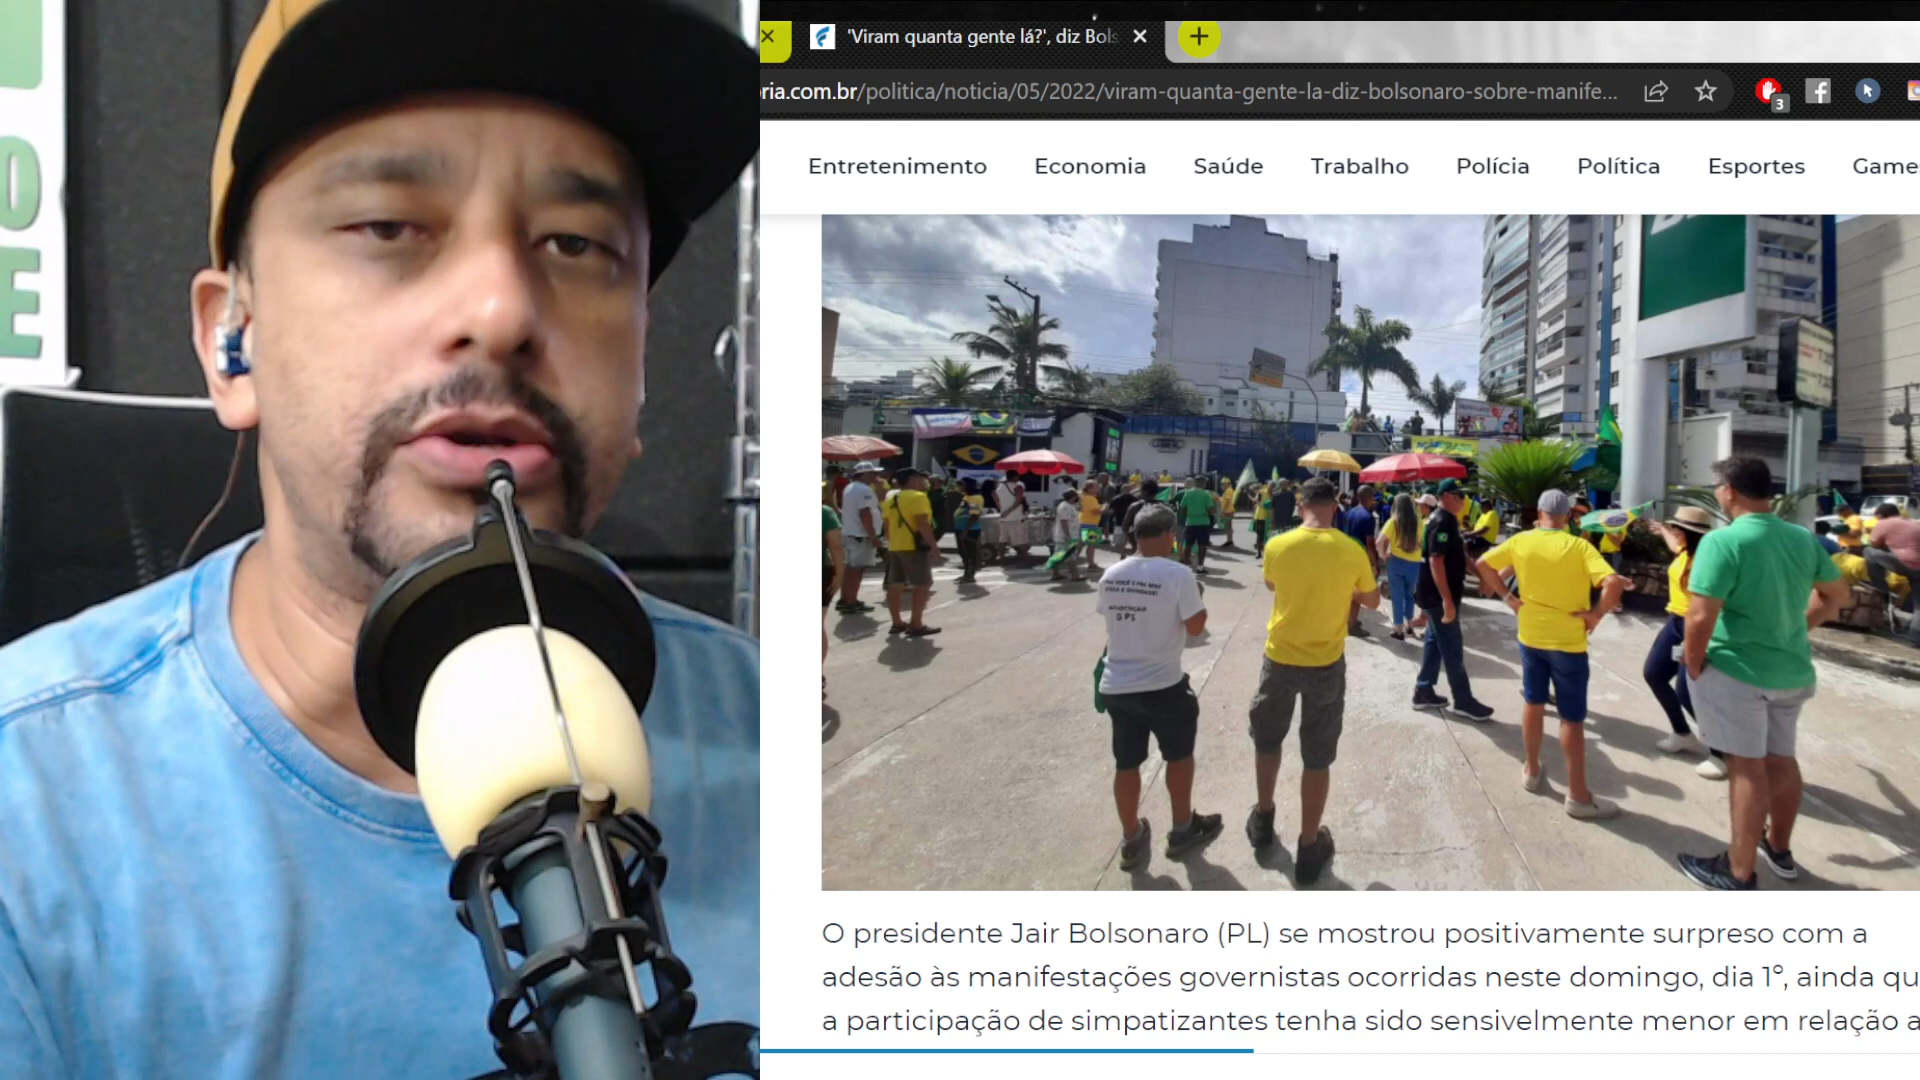 O
E
'Viram quanta gente lá?', diz Bols
ria.com.br/politica/noticia/05/2022/viram-quanta-gente-la-diz-bolsonaro-sobre-manife...
3
Entretenimento Economia Saúde Trabalho Polícia Política Esportes Games
O presidente Jair Bolsonaro (PL) se mostrou positivamente surpreso com a
adesão às manifestações governistas ocorridas neste domingo, dia 1º, ainda qu
a participação de simpatizantes tenha sido sensivelmente menor em relação a